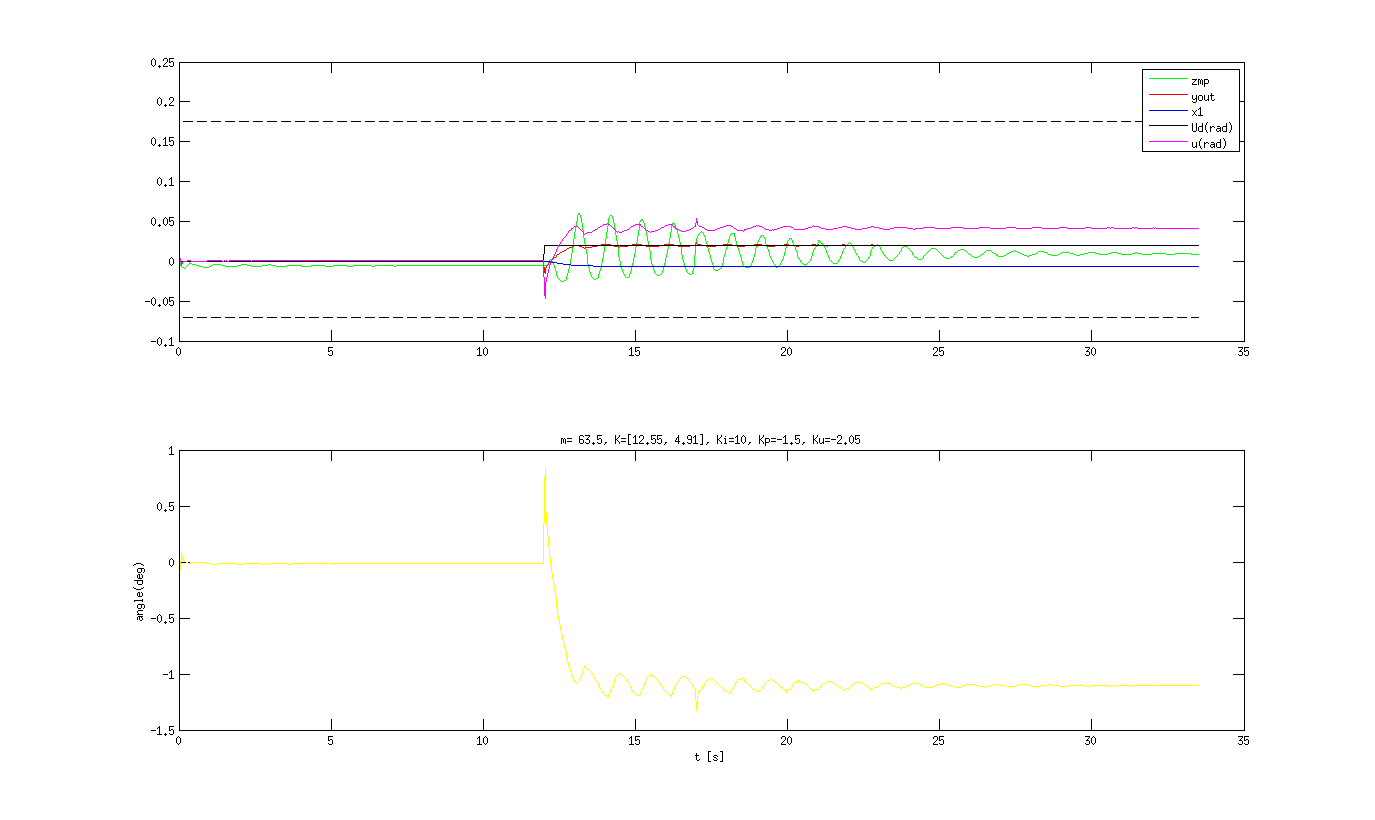 0.25
0.2
0.15
0.1
0.05
0
-0.05
-0.1
0 5 10 15 20 25 30 35
zmp
yout
x1
Ud(rad)
u(rad)
m= 63.5, K=[12.55, 4.91], Ki=10, Kp=-1.5, Ku=-2.05
1
0.5
0
-0.5
-1
-1.5
angle(deg)
0 5 10 15 20 25 30 35
t [s]